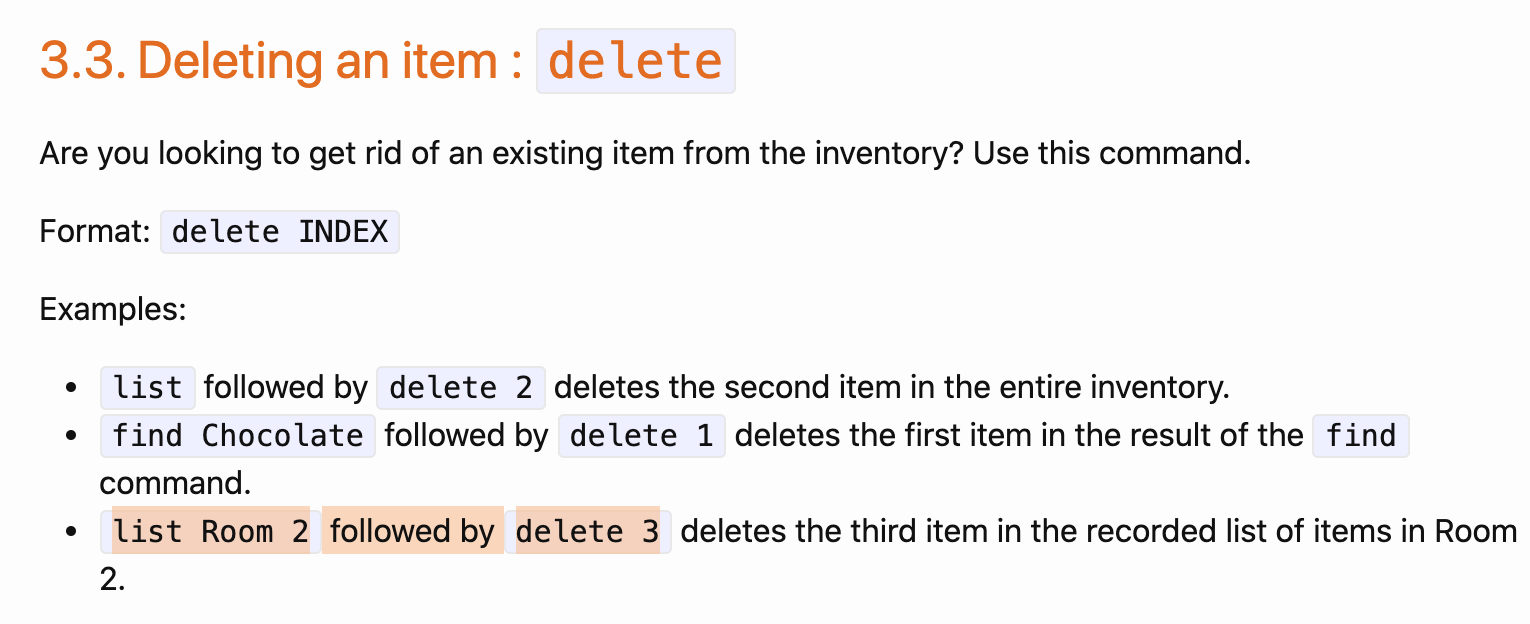 3.3. Deleting an item : delete
Are you looking to get rid of an existing item from the inventory? Use this command.
Format: delete INDEX
Examples:
• list followed by delete 2 deletes the second item in the entire inventory.
• find Chocolate followed by delete 1 deletes the first item in the result of the find
command.
• list Room 2 followed by delete 3 deletes the third item in the recorded list of items in Room
2.